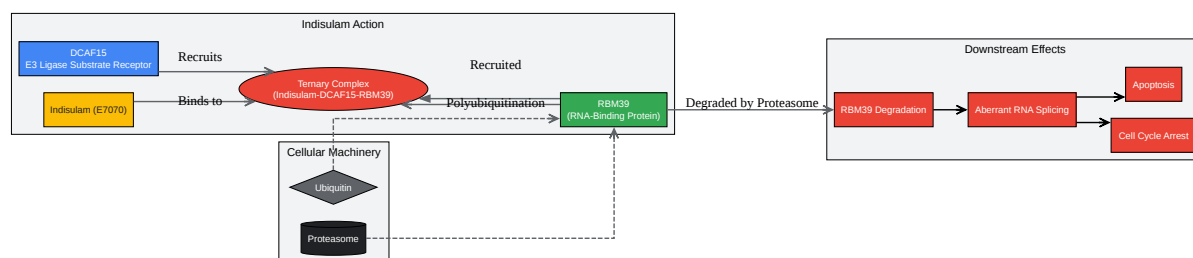 Indisulam Action
DCAF15
E3 Ligase Substrate Receptor
Recruits
Indisulam (E7070)
Binds to
Ternary Complex
(Indisulam-DCAF15-RBM39)
Recruited
Polyubiquitination
RBM39
(RNA-Binding Protein)
Degraded by Proteasome
Cellular Machinery
Ubiquitin
Proteasome
Downstream Effects
RBM39 Degradation
Aberrant RNA Splicing
Apoptosis
Cell Cycle Arrest